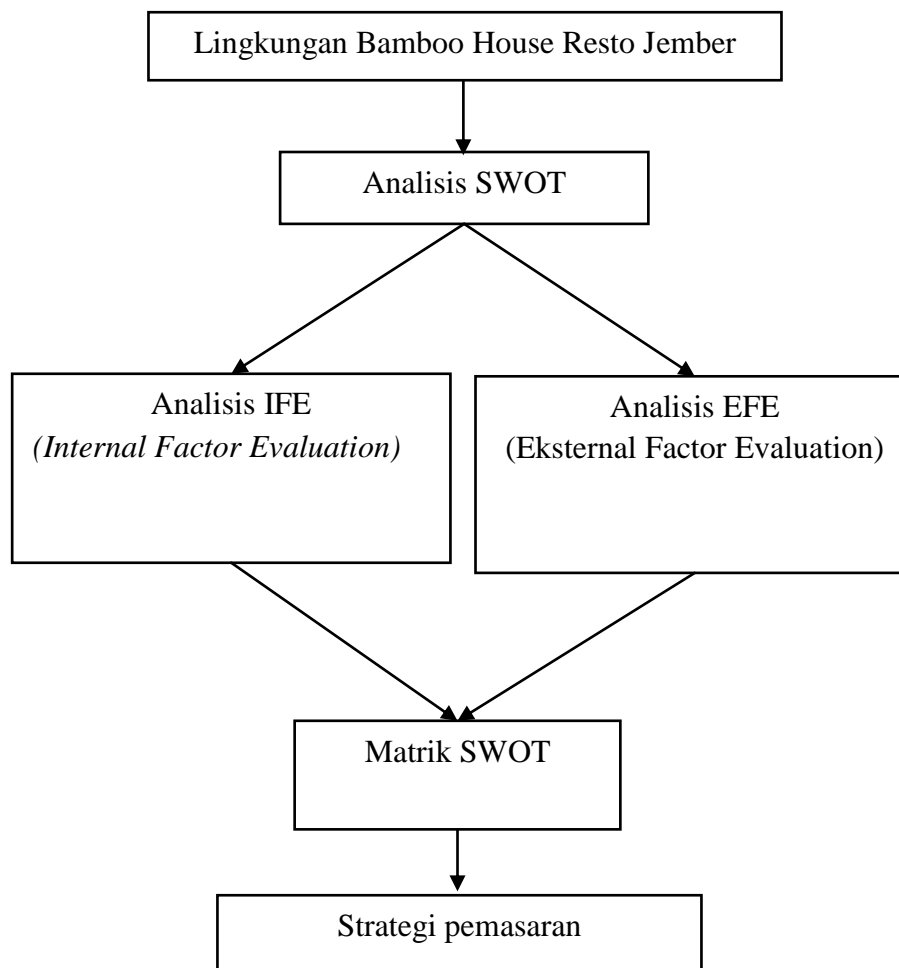 Lingkungan Bamboo House Resto Jember
Analisis SWOT
Analisis IFE
(Internal Factor Evaluation)
Analisis EFE
(Eksternal Factor Evaluation)
Matrik SWOT
Strategi pemasaran